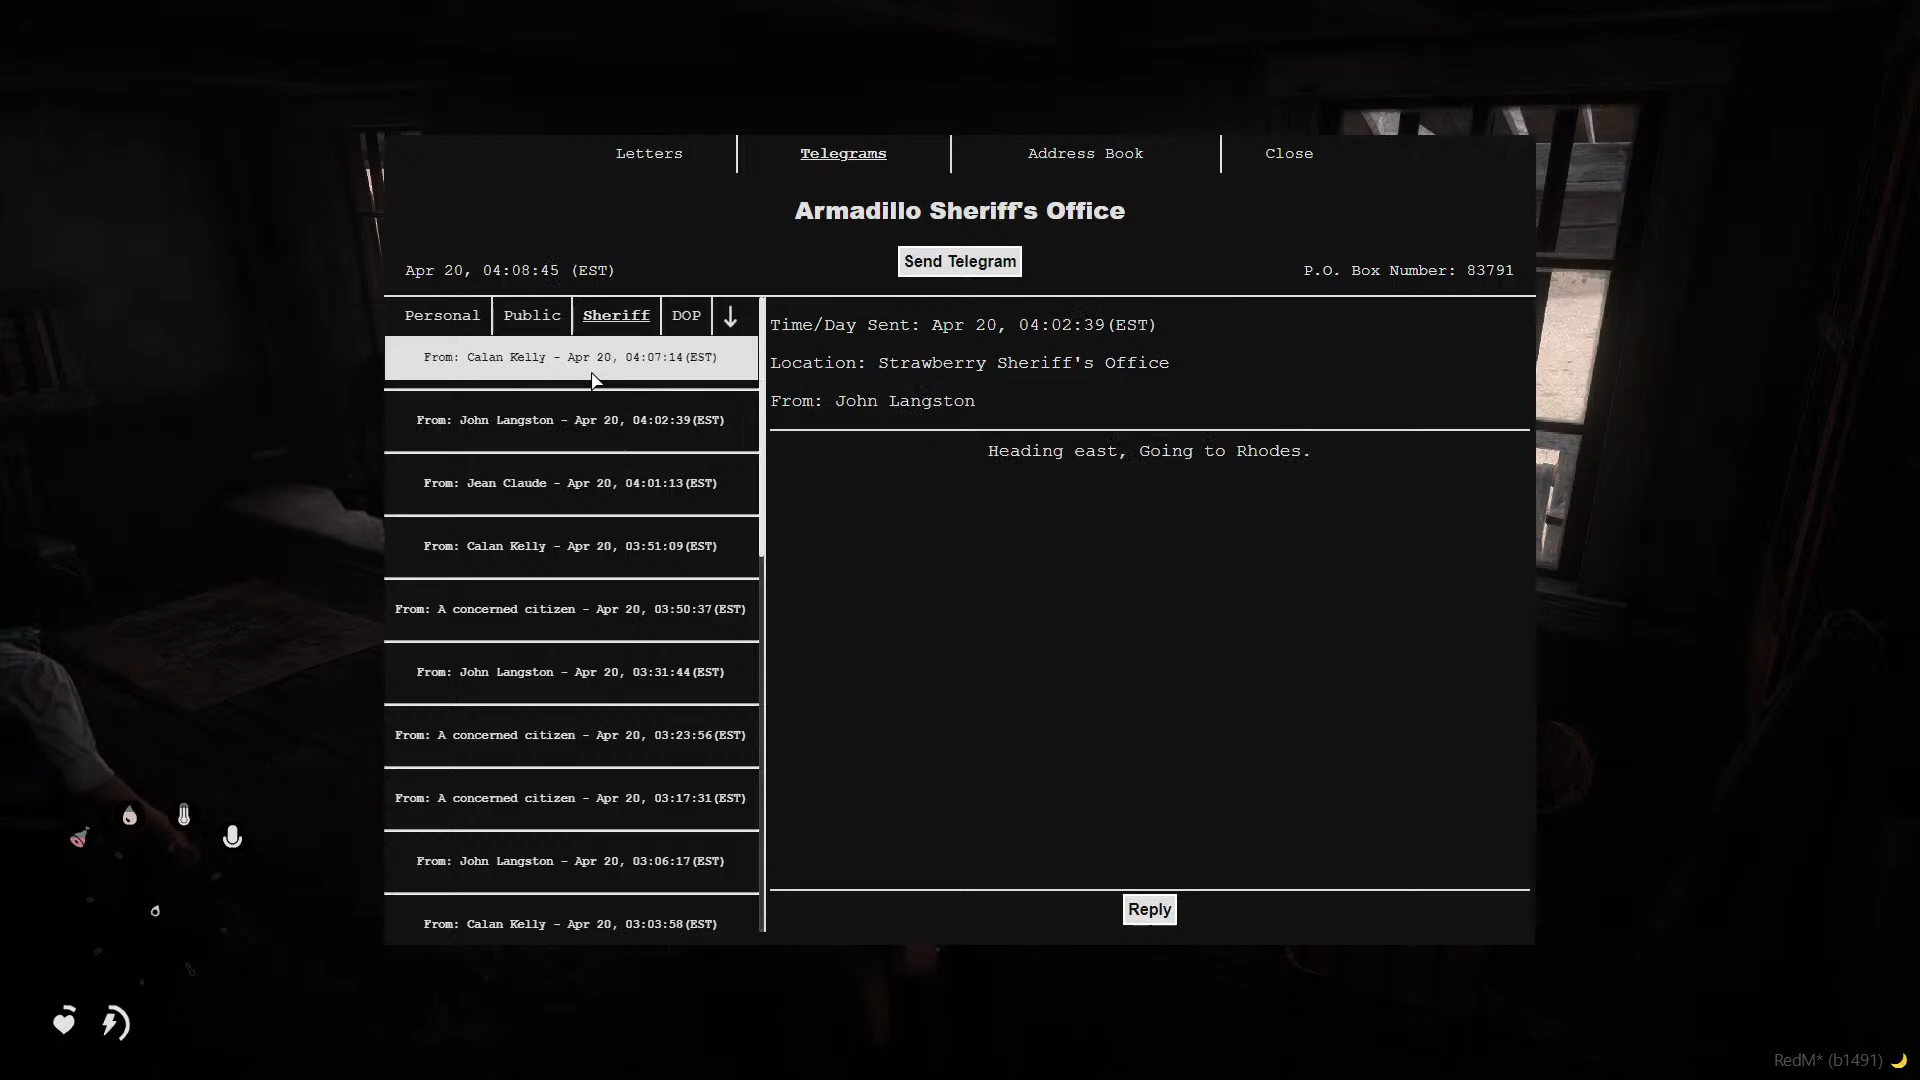 Letters
Telegrams
Address Book
Close
Armadillo Sheriff's Office
Send Telegram
Apr 20, 04:08:45 (EST)
P.O. Box Number: 83791
Personal
Public
Sheriff
DOP
From: Calan Kelly - Apr 20, 04:07:14(EST)
From: John Langston - Apr 20, 04:02:39(EST)
From: Jean Claude - Apr 20, 04:01:13(EST)
From: Calan Kelly - Apr 20, 03:51:09(EST)
From: A concerned citizen - Apr 20, 03:50:37(EST)
From: John Langston - Apr 20, 03:31:44(EST)
From: A concerned citizen - Apr 20, 03:23:56(EST)
From: A concerned citizen - Apr 20, 03:17:31(EST)
From: John Langston - Apr 20, 03:06:17(EST)
From: Calan Kelly - Apr 20, 03:03:58(EST)
Time/Day Sent: Apr 20, 04:02:39(EST)
Location: Strawberry Sheriff's Office
From: John Langston
Heading east, Going to Rhodes.
Reply
RedM* (b1491)